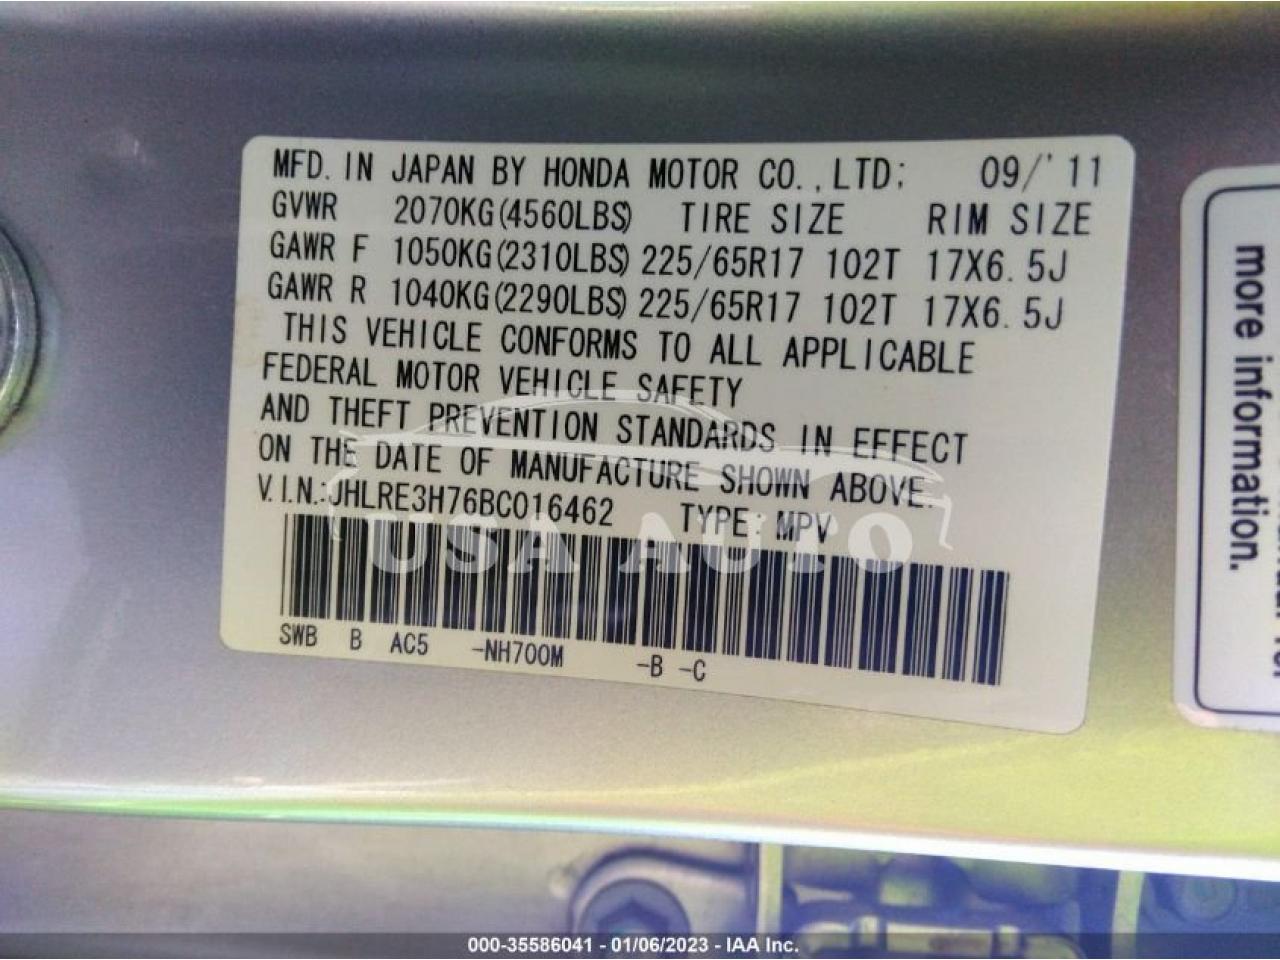 MFD. IN JAPAN BY HONDA MOTOR CO., LTD; 09/'11
GVWR 2070KG(4560LBS) TIRE SIZE RIM SIZE
GAWR F 1050KG(2310LBS) 225/65R17 102T 17X6.5J
GAWR R 1040KG(2290LBS) 225/65R17 102T 17X6.5J
THIS VEHICLE CONFORMS TO ALL APPLICABLE
FEDERAL MOTOR VEHICLE SAFETY
AND THEFT PREVENTION STANDARDS IN EFFECT
ON THE DATE OF MANUFACTURE SHOWN ABOVE.
V.I.N.:JHLRE3H76BC016462 TYPE: MPV
USA AUTO
SWB B AC5 -NH700M -B -C
more information.
000-35586041 - 01/06/2023 - IAA Inc.